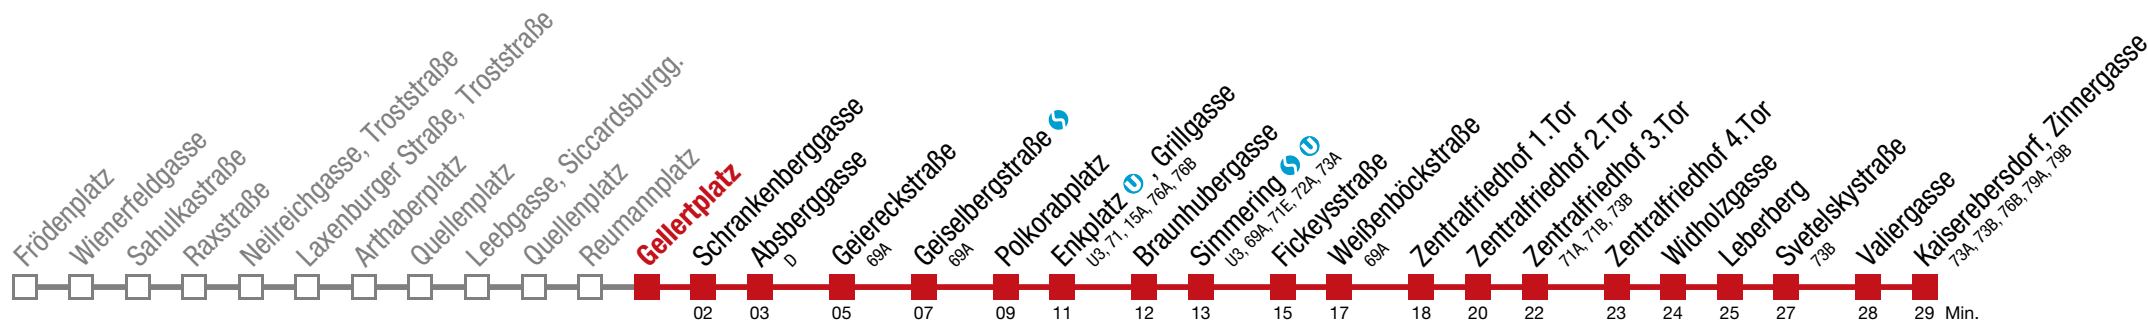 Frödenplatz
Wienerfeldgasse
Sahulkastraße
Raxstraße
Neilreichgasse, Troststraße
Laxenburger Straße, Troststraße
Arthaberplatz
Quellenplatz
Leebgasse, Siccardsburgg.
Quellenplatz
Reumannplatz
Gellertplatz
Schrankenberggasse
Absberggasse
D
Geiereckstraße
69A
Geiselbergstraße S
69A
Polkorabplatz
Enkplatz U , Grillgasse
U3, 71, 15A, 76A, 76B
Braunhubergasse
Simmering S U
U3, 69A, 71E, 72A, 73A
Fickeysstraße
Weißenböckstraße
69A
Zentralfriedhof 1.Tor
Zentralfriedhof 2.Tor
Zentralfriedhof 3.Tor
71A, 71B, 73B
Zentralfriedhof 4.Tor
Widholzgasse
Leberberg
Svetelskystraße
73B
Valiergasse
Kaiserebersdorf, Zinnergasse
73A, 73B, 76B, 79A, 79B
02 03 05 07 09 11 12 13 15 17 18 20 22 23 24 25 27 28 29 Min.